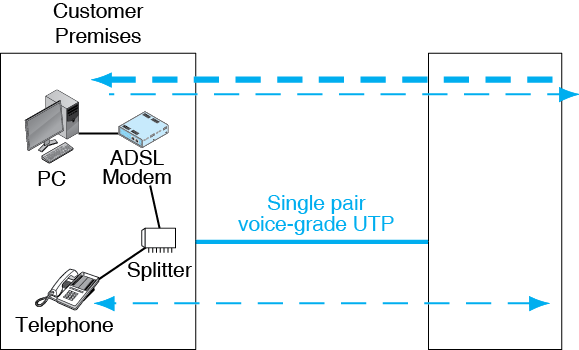 Customer
Premises
PC
ADSL
Modem
Single pair
voice-grade UTP
Splitter
Telephone